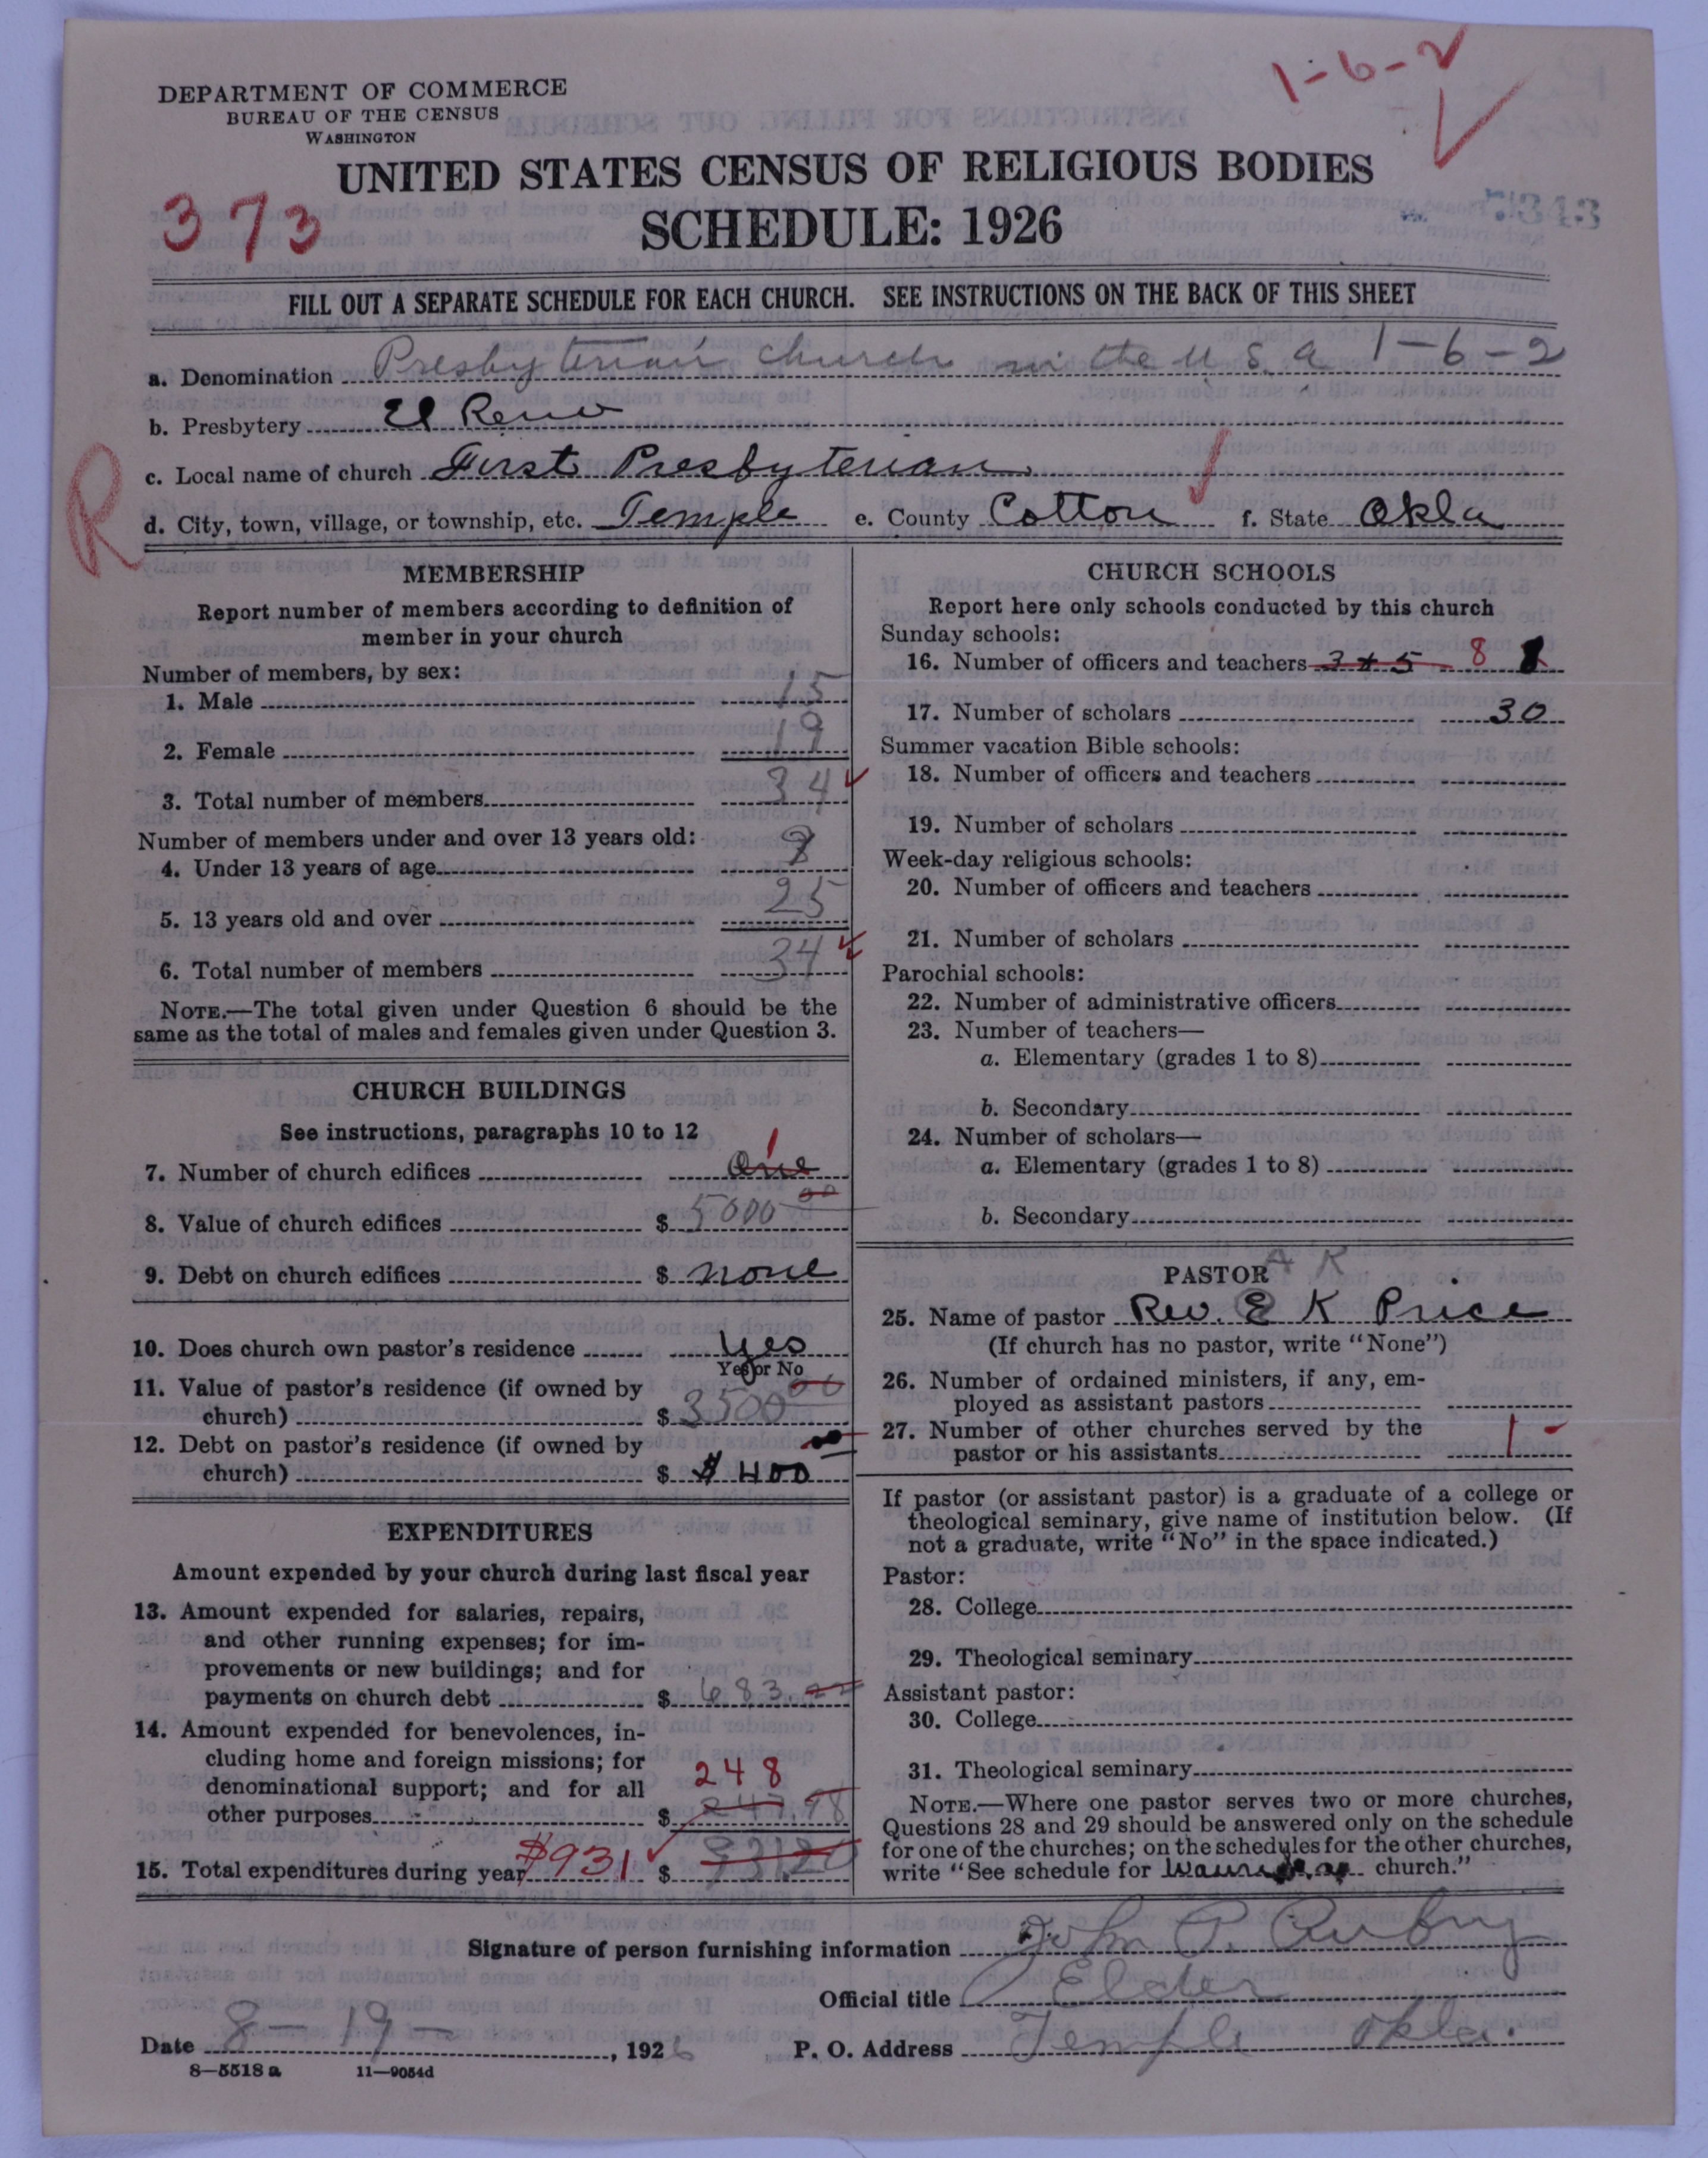 1-6-2
DEPARTMENT OF COMMERCE
BUREAU OF THE CENSUS
WASHINGTON
UNITED STATES CENSUS OF RELIGIOUS BODIES
373
SCHEDULE: 1926
FILL OUT A SEPARATE SCHEDULE FOR EACH CHURCH. SEE INSTRUCTIONS ON THE BACK OF THIS SHEET
a. Denomination Presbyterian Church in the U S A 1-6-2
b. Presbytery El Reno
R
c. Local name of church First Presbyterian
d. City, town, village, or township, etc. Temple e. County Cotton f. State Okla
MEMBERSHIP
Report number of members according to definition of
member in your church
Number of members, by sex:
1. Male 15
2. Female 19
3. Total number of members 34
Number of members under and over 13 years old:
4. Under 13 years of age 9
5. 13 years old and over 25
6. Total number of members 34
NOTE.—The total given under Question 6 should be the
same as the total of males and females given under Question 3.
CHURCH BUILDINGS
See instructions, paragraphs 10 to 12
1
7. Number of church edifices One
8. Value of church edifices $ 5000 00
9. Debt on church edifices $ none
10. Does church own pastor's residence yes
Yes or No
11. Value of pastor's residence (if owned by
church) $ 3500 00
12. Debt on pastor's residence (if owned by
church) $ $ 400
EXPENDITURES
Amount expended by your church during last fiscal year
13. Amount expended for salaries, repairs,
and other running expenses; for im-
provements or new buildings; and for
payments on church debt $ 683.
14. Amount expended for benevolences, in-
cluding home and foreign missions; for
denominational support; and for all
248
other purposes $ 247.98
15. Total expenditures during year $931 $
CHURCH SCHOOLS
Report here only schools conducted by this church
Sunday schools:
16. Number of officers and teachers 3 + 5 8 8
17. Number of scholars 30
Summer vacation Bible schools:
18. Number of officers and teachers
19. Number of scholars
Week-day religious schools:
20. Number of officers and teachers
21. Number of scholars
Parochial schools:
22. Number of administrative officers
23. Number of teachers—
a. Elementary (grades 1 to 8)
b. Secondary
24. Number of scholars—
a. Elementary (grades 1 to 8)
b. Secondary
PASTOR
A K
25. Name of pastor Rev. E K Price
(If church has no pastor, write "None")
26. Number of ordained ministers, if any, em-
ployed as assistant pastors
27. Number of other churches served by the
pastor or his assistants 1
If pastor (or assistant pastor) is a graduate of a college or
theological seminary, give name of institution below. (If
not a graduate, write "No" in the space indicated.)
Pastor:
28. College
29. Theological seminary
Assistant pastor:
30. College
31. Theological seminary
NOTE.—Where one pastor serves two or more churches,
Questions 28 and 29 should be answered only on the schedule
for one of the churches; on the schedules for the other churches,
write "See schedule for church."
Signature of person furnishing information John P. Ruby
Official title Elder
Date 8-19-, 1926 P. O. Address Temple Okla.
8—5518 a 11—9054d